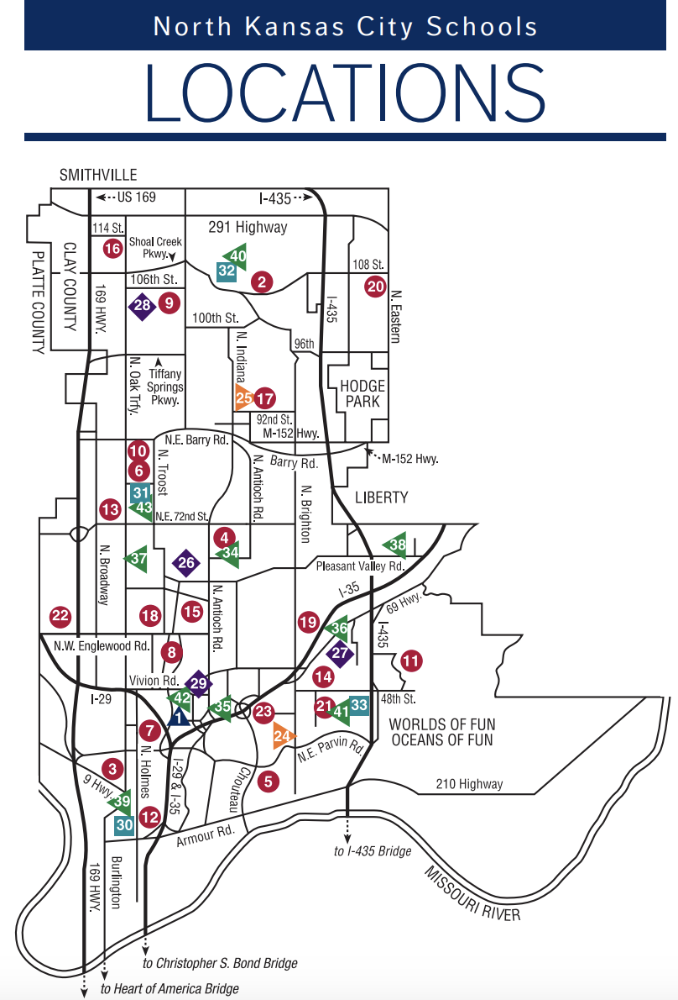 North Kansas City Schools
LOCATIONS
SMITHVILLE
US 169
I-435
114 St.
291 Highway
16
Shoal Creek
Pkwy.
40
32
2
108 St.
20
PLATTE COUNTY
CLAY COUNTY
169 HWY.
106th St.
28
9
100th St.
I-435
N. Eastern
96th
N. Indiana
N. Oak Trfy.
Tiffany
Springs
Pkwy.
25
17
HODGE
PARK
92nd St.
M-152 Hwy.
N.E. Barry Rd.
Barry Rd.
M-152 Hwy.
10
6
N. Troost
N. Antioch Rd.
31
43
13
N.E. 72nd St.
N. Brighton
LIBERTY
4
34
38
37
26
Pleasant Valley Rd.
N. Broadway
N. Antioch Rd.
I-35
69 Hwy.
22
18
15
19
36
I-435
N.W. Englewood Rd.
8
27
11
Vivion Rd.
29
14
I-29
42
1
35
23
21
41
33
48th St.
WORLDS OF FUN
OCEANS OF FUN
7
24
N.E. Parvin Rd.
3
N. Holmes
I-29 & I-35
Chouteau
5
210 Highway
9 Hwy.
39
30
12
Armour Rd.
to I-435 Bridge
169 HWY.
Burlington
MISSOURI RIVER
to Christopher S. Bond Bridge
to Heart of America Bridge